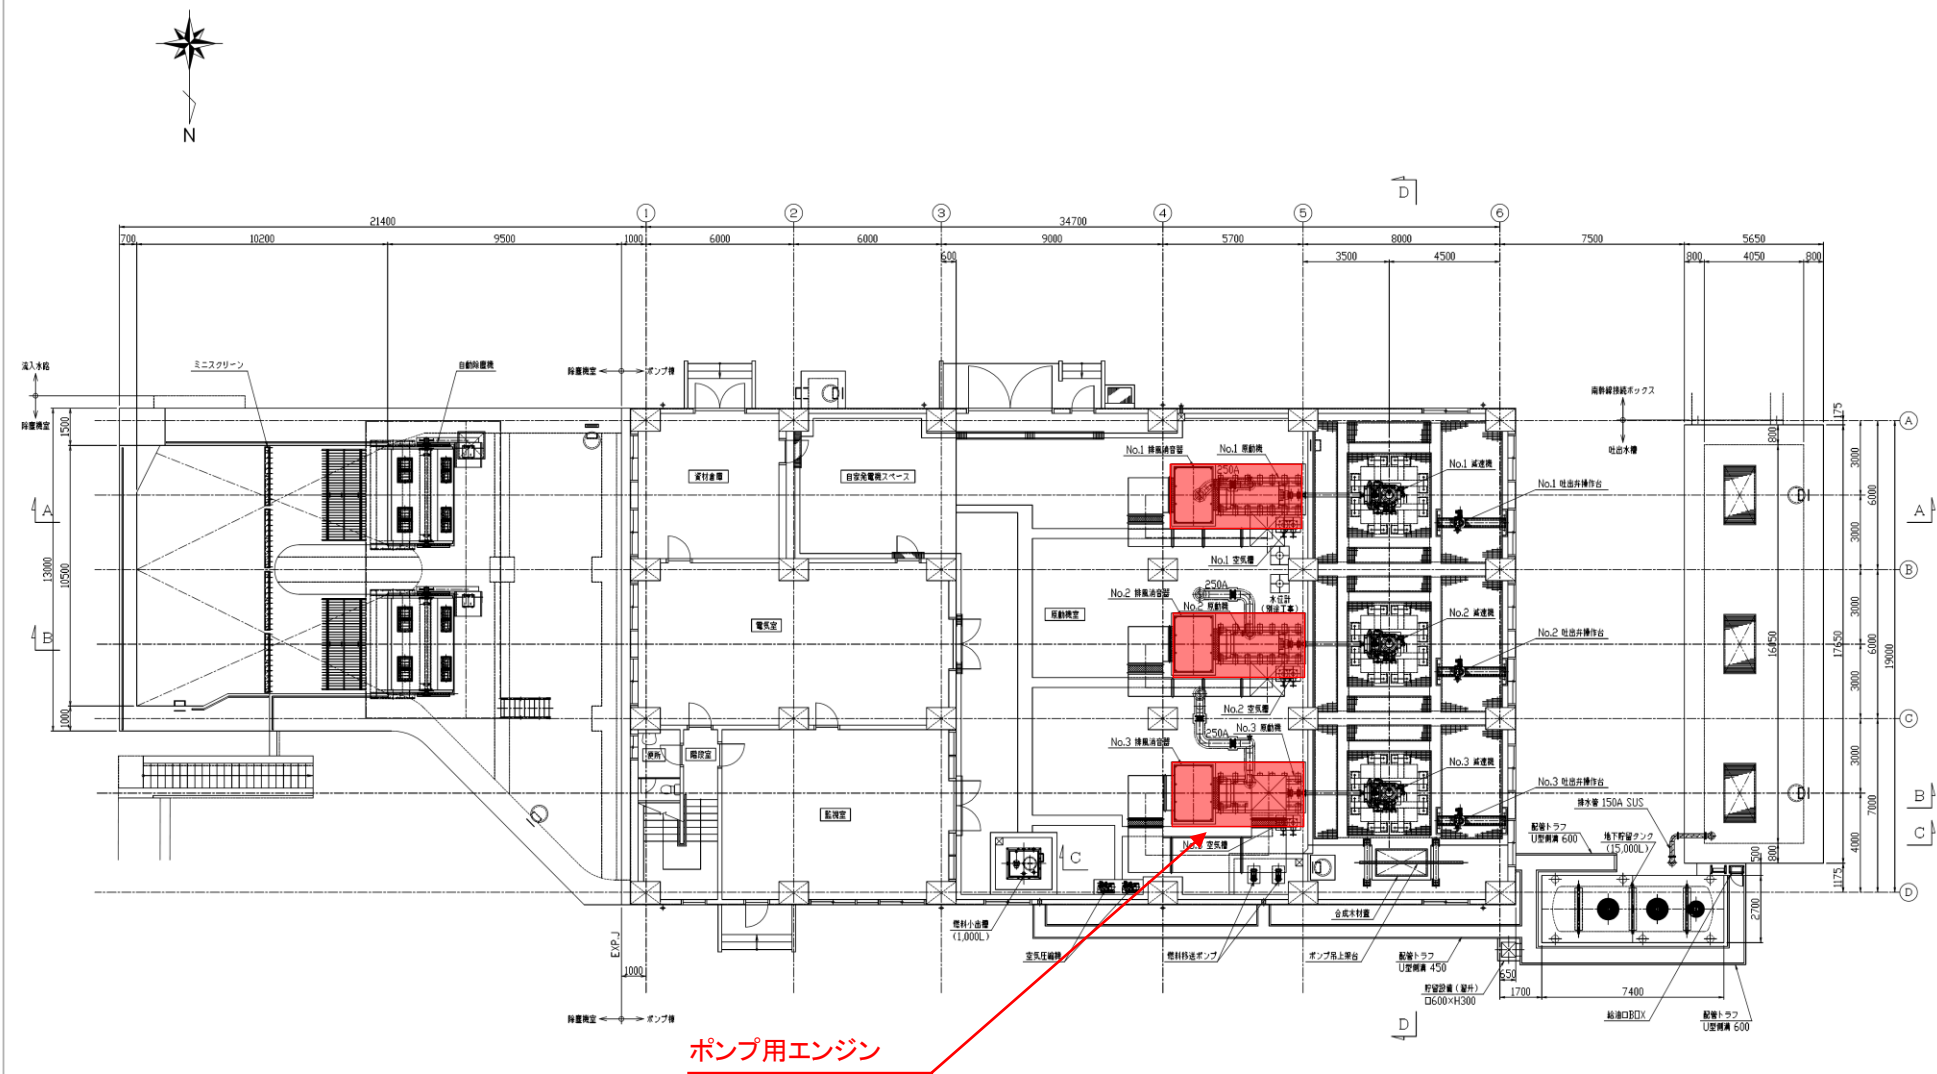 N
D
21400
34700
① ② ③ ④ ⑤ ⑥
700 10200 9500 1000 6000 6000 9000 5700 8000 7500 5650
600 3500 4500 800 4050 800
流入水路
除塵機室
ミニスクリーン
自動除塵機
除塵機室 ポンプ棟
南幹線接続ボックス
吐出水槽
1500
13000
10500
1000
A
B
資材倉庫
自家発電機スペース
電気室
原動機室
便所
階段室
監視室
No.1 排風消音器
No.1 原動機
250A
No.1 減速機
No.1 吐出弁操作台
No.1 空気槽
水位計
(別途工事)
No.2 排風消音器
No.2 原動機
250A
No.2 減速機
No.2 吐出弁操作台
No.2 空気槽
No.3 排風消音器
No.3 原動機
250A
No.3 減速機
No.3 吐出弁操作台
空気槽
排水管 150A SUS
配管トラフ
U型側溝 600
地下貯留タンク
(15,000L)
175
800
3000
6000
3000
3000
6000
3000
3000
7000
4000
16050
17650
19000
500
800
1175
2700
A
B
C
D
A
B
C
C
燃料小出槽
(1,000L)
空気圧縮機
燃料移送ポンプ
ポンプ吊上架台
合成木材蓋
配管トラフ
U型側溝 450
650
1700
7400
□600×H300
給油口BOX
配管トラフ
U型側溝 600
EXP.J
1000
除塵機室 ポンプ棟
D
ポンプ用エンジン